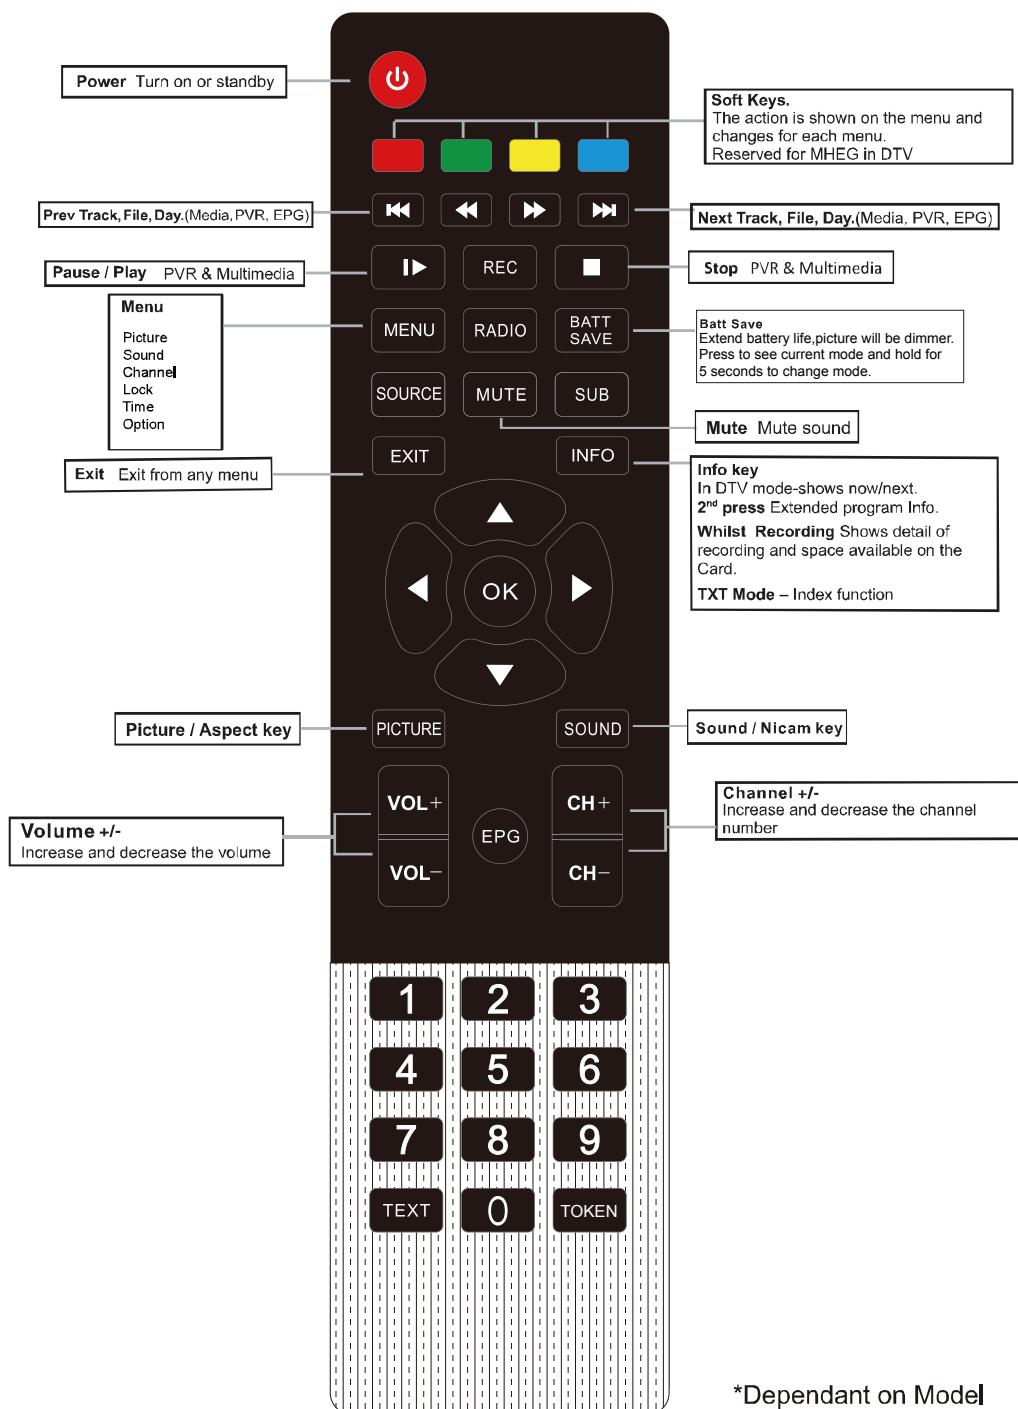 Power Turn on or standby
Soft Keys.
The action is shown on the menu and
changes for each menu.
Reserved for MHEG in DTV
Prev Track, File, Day.(Media, PVR, EPG)
Next Track, File, Day.(Media, PVR, EPG)
Pause / Play PVR & Multimedia
REC
Stop PVR & Multimedia
Menu
Picture
Sound
Channel
Lock
Time
Option
MENU
RADIO
BATT
SAVE
Batt Save
Extend battery life,picture will be dimmer.
Press to see current mode and hold for
5 seconds to change mode.
SOURCE
MUTE
SUB
Mute Mute sound
Exit Exit from any menu
EXIT
INFO
Info key
In DTV mode-shows now/next.
2nd press Extended program Info.
Whilst Recording Shows detail of
recording and space available on the
Card.
TXT Mode – Index function
OK
Picture / Aspect key
PICTURE
SOUND
Sound / Nicam key
Volume +/-
Increase and decrease the volume
VOL+
VOL−
EPG
CH+
CH−
Channel +/-
Increase and decrease the channel
number
1
2
3
4
5
6
7
8
9
TEXT
0
TOKEN
*Dependant on Model